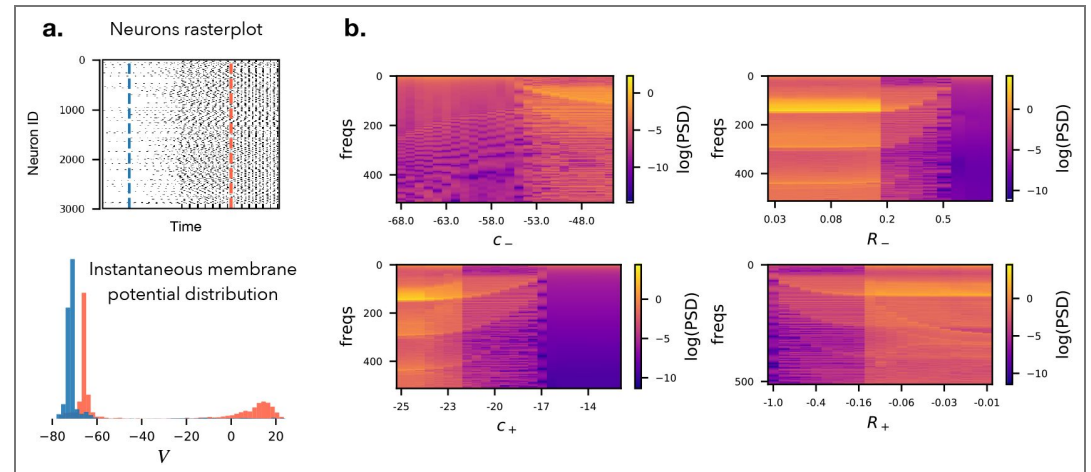 a.
Neurons rasterplot
0
1000
2000
3000
Neuron ID
Time
Instantaneous membrane
potential distribution
−80 −60 −40 −20 0 20
V
b.
0
200
400
freqs
-68.0 -63.0 -58.0 -53.0 -48.0
c−
0
−5
−10
log(PSD)
0
200
400
freqs
0.03 0.08 0.2 0.5
R−
0
−5
−10
log(PSD)
0
200
400
freqs
-25 -23 -20 -17 -14
c+
0
−5
−10
log(PSD)
0
500
freqs
-1.0 -0.4 -0.16 -0.06 -0.03 -0.01
R+
0
−5
−10
log(PSD)